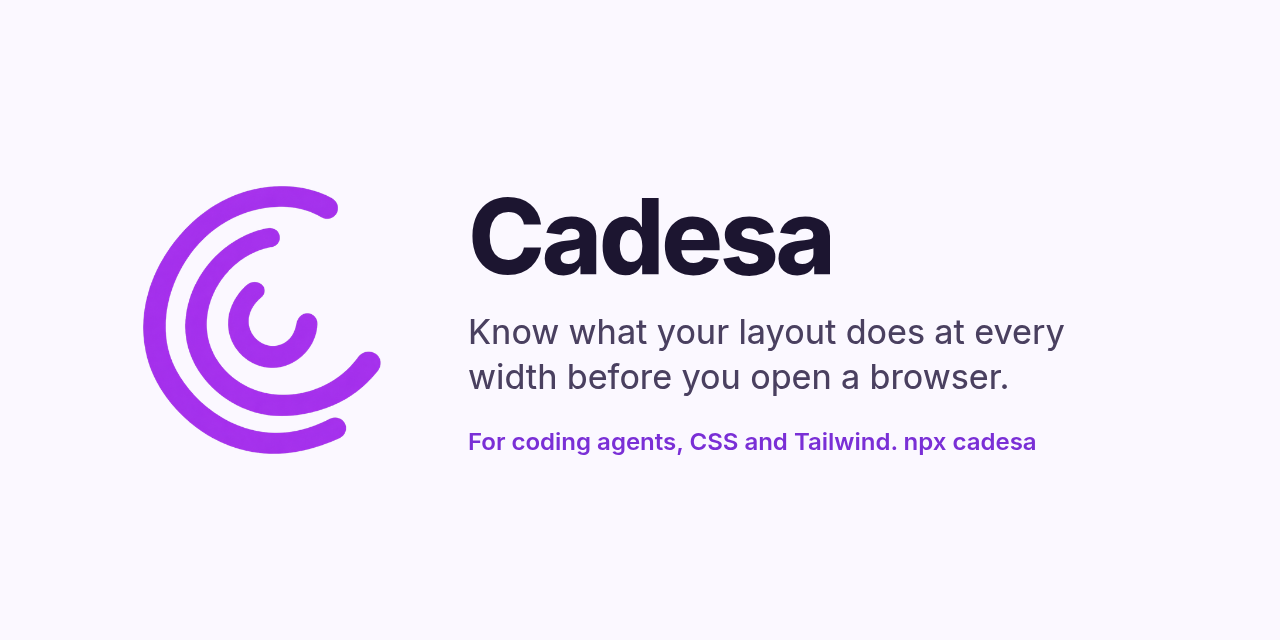 Cadesa
Know what your layout does at every
width before you open a browser.
For coding agents, CSS and Tailwind. npx cadesa